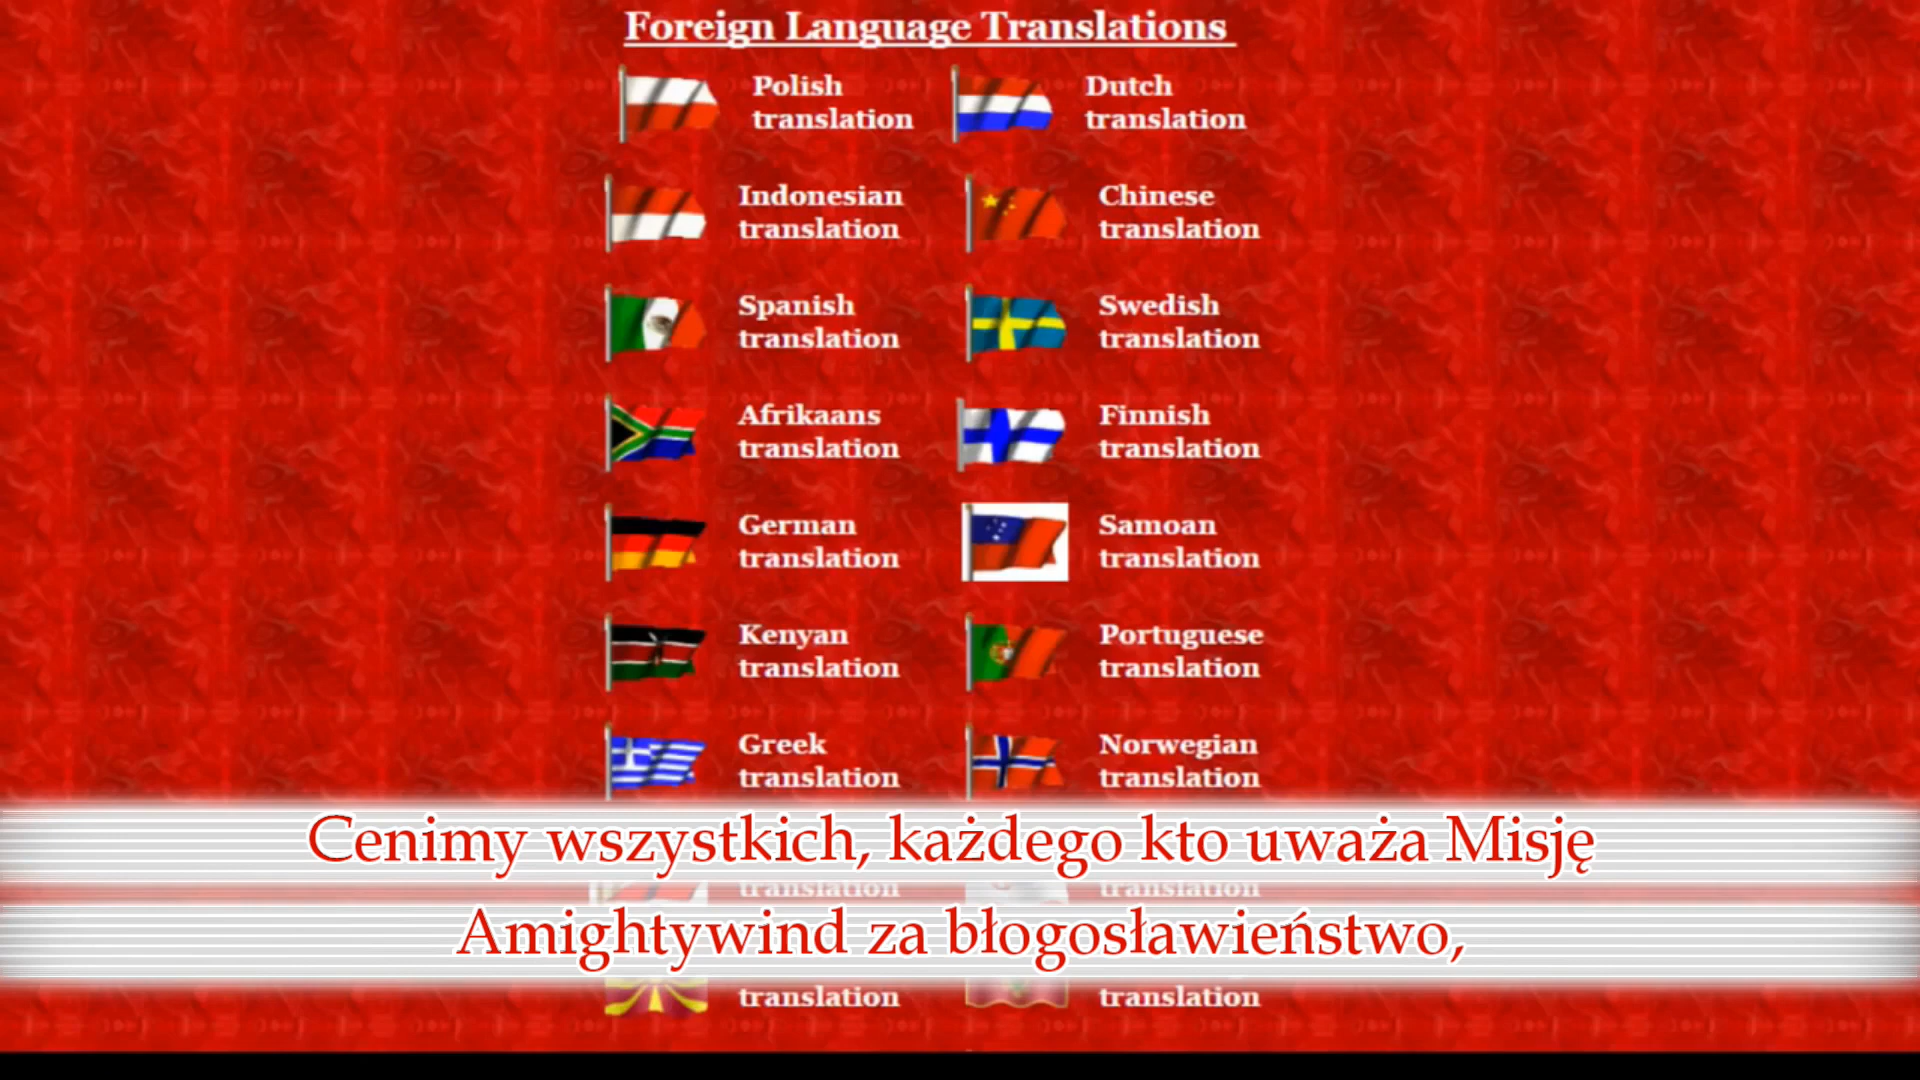 Foreign Language Translations
Polish
translation
Dutch
translation
Indonesian
translation
Chinese
translation
Spanish
translation
Swedish
translation
Afrikaans
translation
Finnish
translation
German
translation
Samoan
translation
Kenyan
translation
Portuguese
translation
Greek
translation
Norwegian
translation
Cenimy wszystkich, każdego kto uważa Misję
translation
translation
Amightywind za błogosławieństwo,
translation
translation